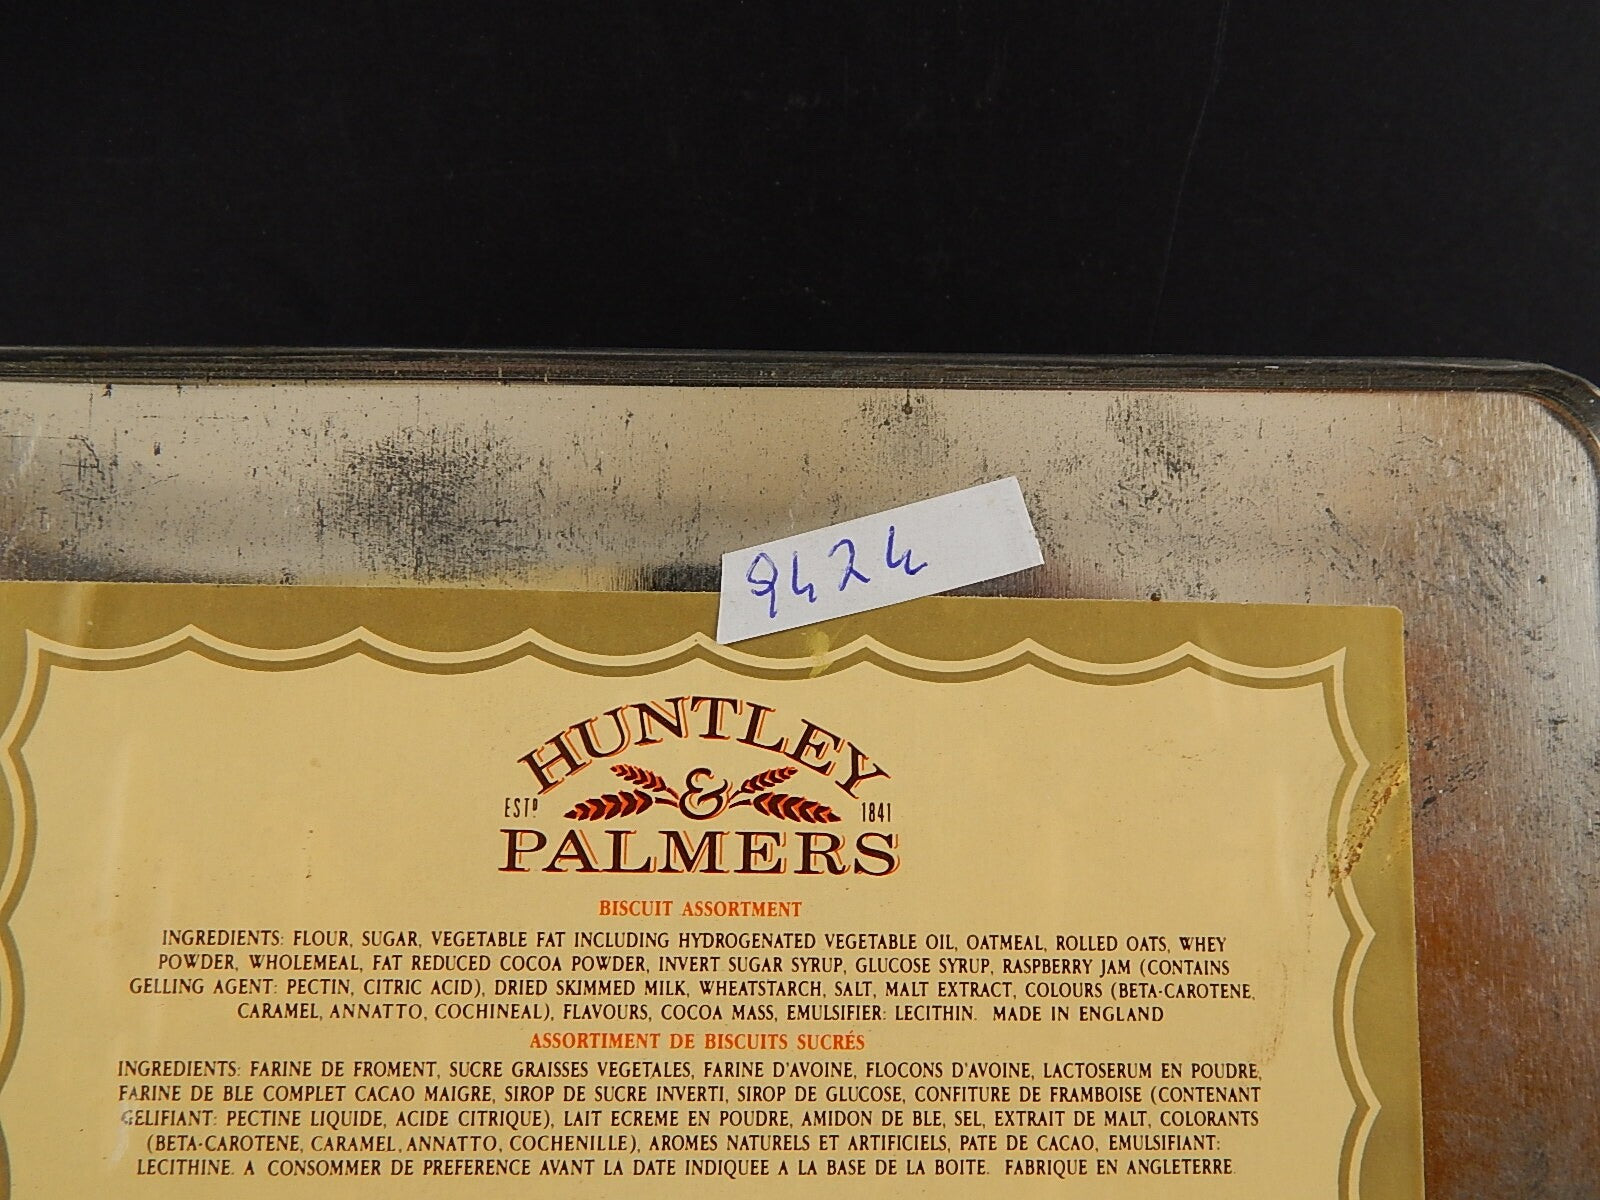 9424
HUNTLEY
ESTD & 1841
PALMERS
BISCUIT ASSORTMENT
INGREDIENTS: FLOUR, SUGAR, VEGETABLE FAT INCLUDING HYDROGENATED VEGETABLE OIL, OATMEAL, ROLLED OATS, WHEY
POWDER, WHOLEMEAL, FAT REDUCED COCOA POWDER, INVERT SUGAR SYRUP, GLUCOSE SYRUP, RASPBERRY JAM (CONTAINS
GELLING AGENT: PECTIN, CITRIC ACID), DRIED SKIMMED MILK, WHEATSTARCH, SALT, MALT EXTRACT, COLOURS (BETA-CAROTENE,
CARAMEL, ANNATTO, COCHINEAL), FLAVOURS, COCOA MASS, EMULSIFIER: LECITHIN. MADE IN ENGLAND
ASSORTIMENT DE BISCUITS SUCRÉS
INGREDIENTS: FARINE DE FROMENT, SUCRE GRAISSES VEGETALES, FARINE D'AVOINE, FLOCONS D'AVOINE, LACTOSERUM EN POUDRE,
FARINE DE BLE COMPLET CACAO MAIGRE, SIROP DE SUCRE INVERTI, SIROP DE GLUCOSE, CONFITURE DE FRAMBOISE (CONTENANT
GELIFIANT: PECTINE LIQUIDE, ACIDE CITRIQUE), LAIT ECREME EN POUDRE, AMIDON DE BLE, SEL, EXTRAIT DE MALT, COLORANTS
(BETA-CAROTENE, CARAMEL, ANNATTO, COCHENILLE), AROMES NATURELS ET ARTIFICIELS, PATE DE CACAO, EMULSIFIANT:
LECITHINE. A CONSOMMER DE PREFERENCE AVANT LA DATE INDIQUEE A LA BASE DE LA BOITE. FABRIQUE EN ANGLETERRE.